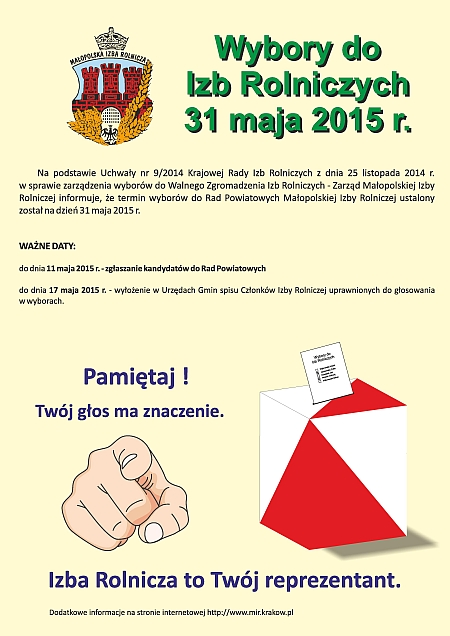 MAŁOPOLSKA IZBA ROLNICZA
Wybory do
Izb Rolniczych
31 maja 2015 r.
Na podstawie Uchwały nr 9/2014 Krajowej Rady Izb Rolniczych z dnia 25 listopada 2014 r.
w sprawie zarządzenia wyborów do Walnego Zgromadzenia Izb Rolniczych - Zarząd Małopolskiej Izby
Rolniczej informuje, że termin wyborów do Rad Powiatowych Małopolskiej Izby Rolniczej ustalony
został na dzień 31 maja 2015 r.
WAŻNE DATY:
do dnia 11 maja 2015 r. - zgłaszanie kandydatów do Rad Powiatowych
do dnia 17 maja 2015 r. - wyłożenie w Urzędach Gmin spisu Członków Izby Rolniczej uprawnionych do głosowania
w wyborach.
Wybory do
Izb Rolniczych
Pamiętaj !
Twój głos ma znaczenie.
Izba Rolnicza to Twój reprezentant.
Dodatkowe informacje na stronie internetowej http://www.mir.krakow.pl